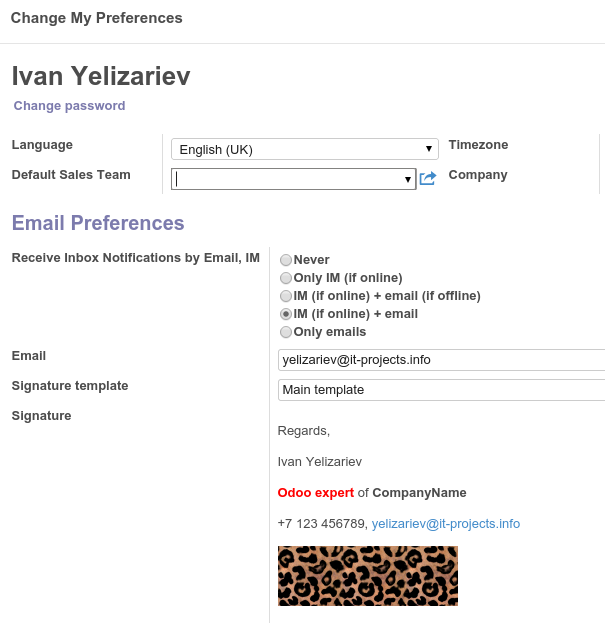 Change My Preferences
Ivan Yelizariev
Change password
Language English (UK) Timezone
Default Sales Team Company
Email Preferences
Receive Inbox Notifications by Email, IM Never
Only IM (if online)
IM (if online) + email (if offline)
IM (if online) + email
Only emails
Email yelizariev@it-projects.info
Signature template Main template
Signature
Regards,
Ivan Yelizariev
Odoo expert of CompanyName
+7 123 456789, yelizariev@it-projects.info